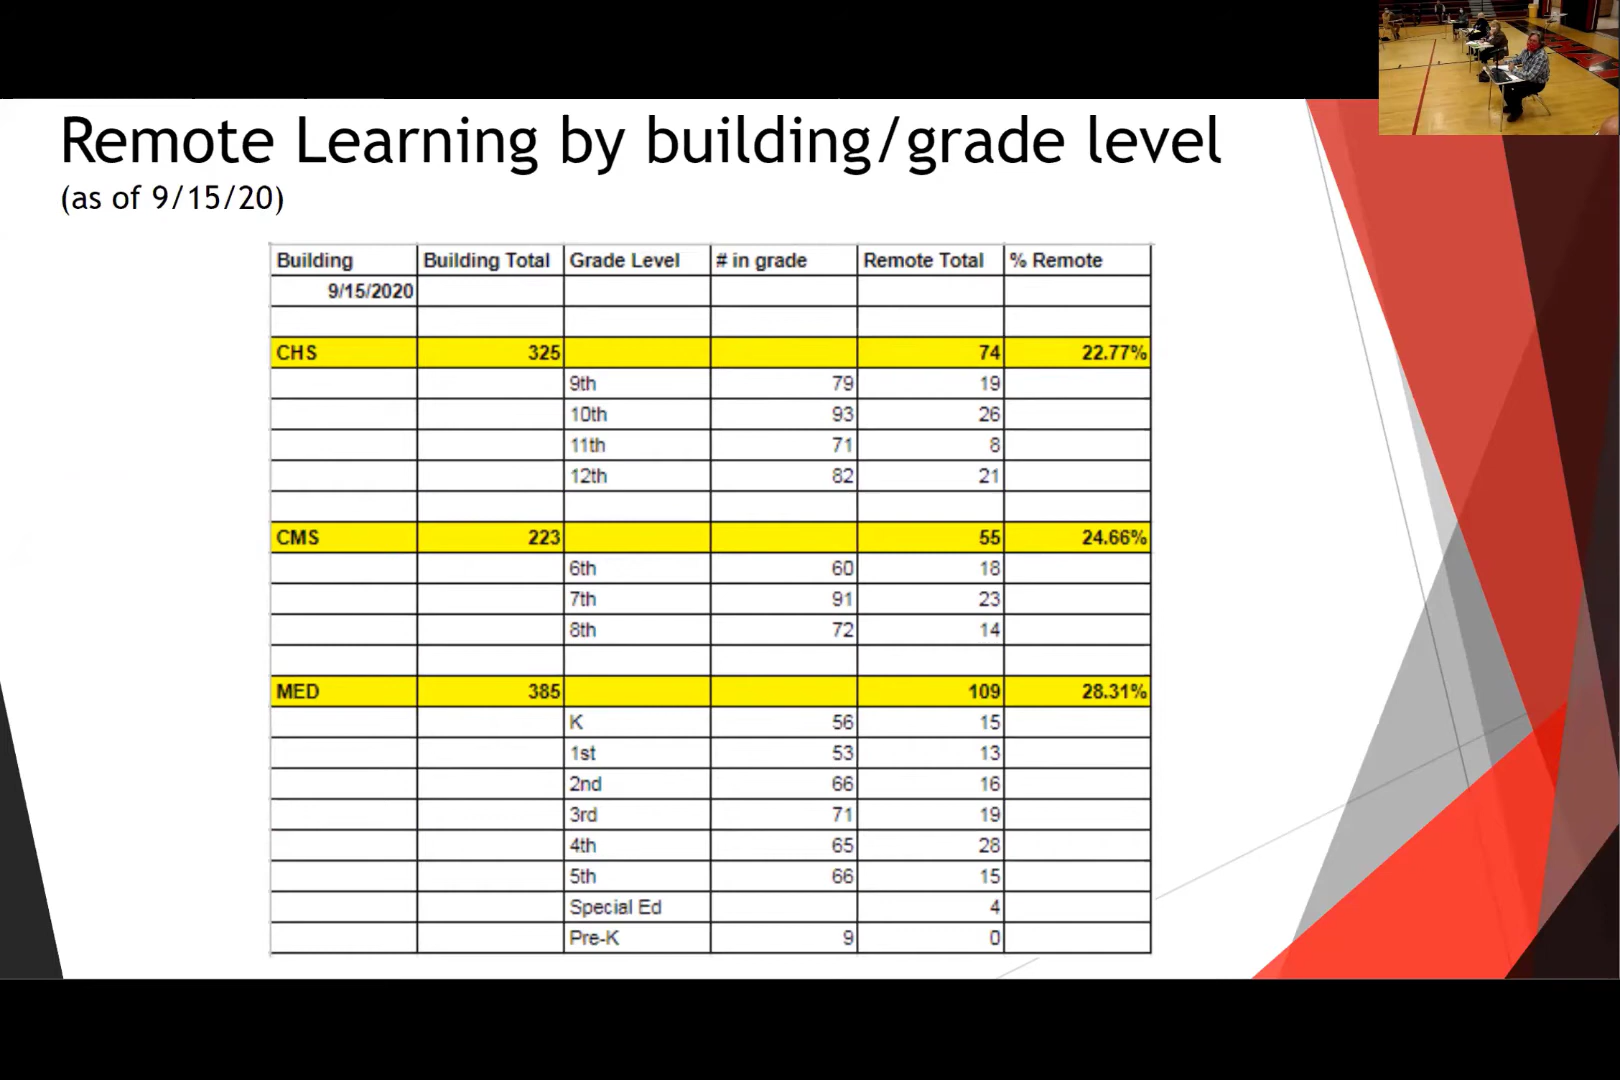 Remote Learning by building/grade level
(as of 9/15/20)
Building Building Total Grade Level # in grade Remote Total % Remote
9/15/2020
CHS 325 74 22.77%
9th 79 19
10th 93 26
11th 71 8
12th 82 21
CMS 223 55 24.66%
6th 60 18
7th 91 23
8th 72 14
MED 385 109 28.31%
K 56 15
1st 53 13
2nd 66 16
3rd 71 19
4th 65 28
5th 66 15
Special Ed 4
Pre-K 9 0